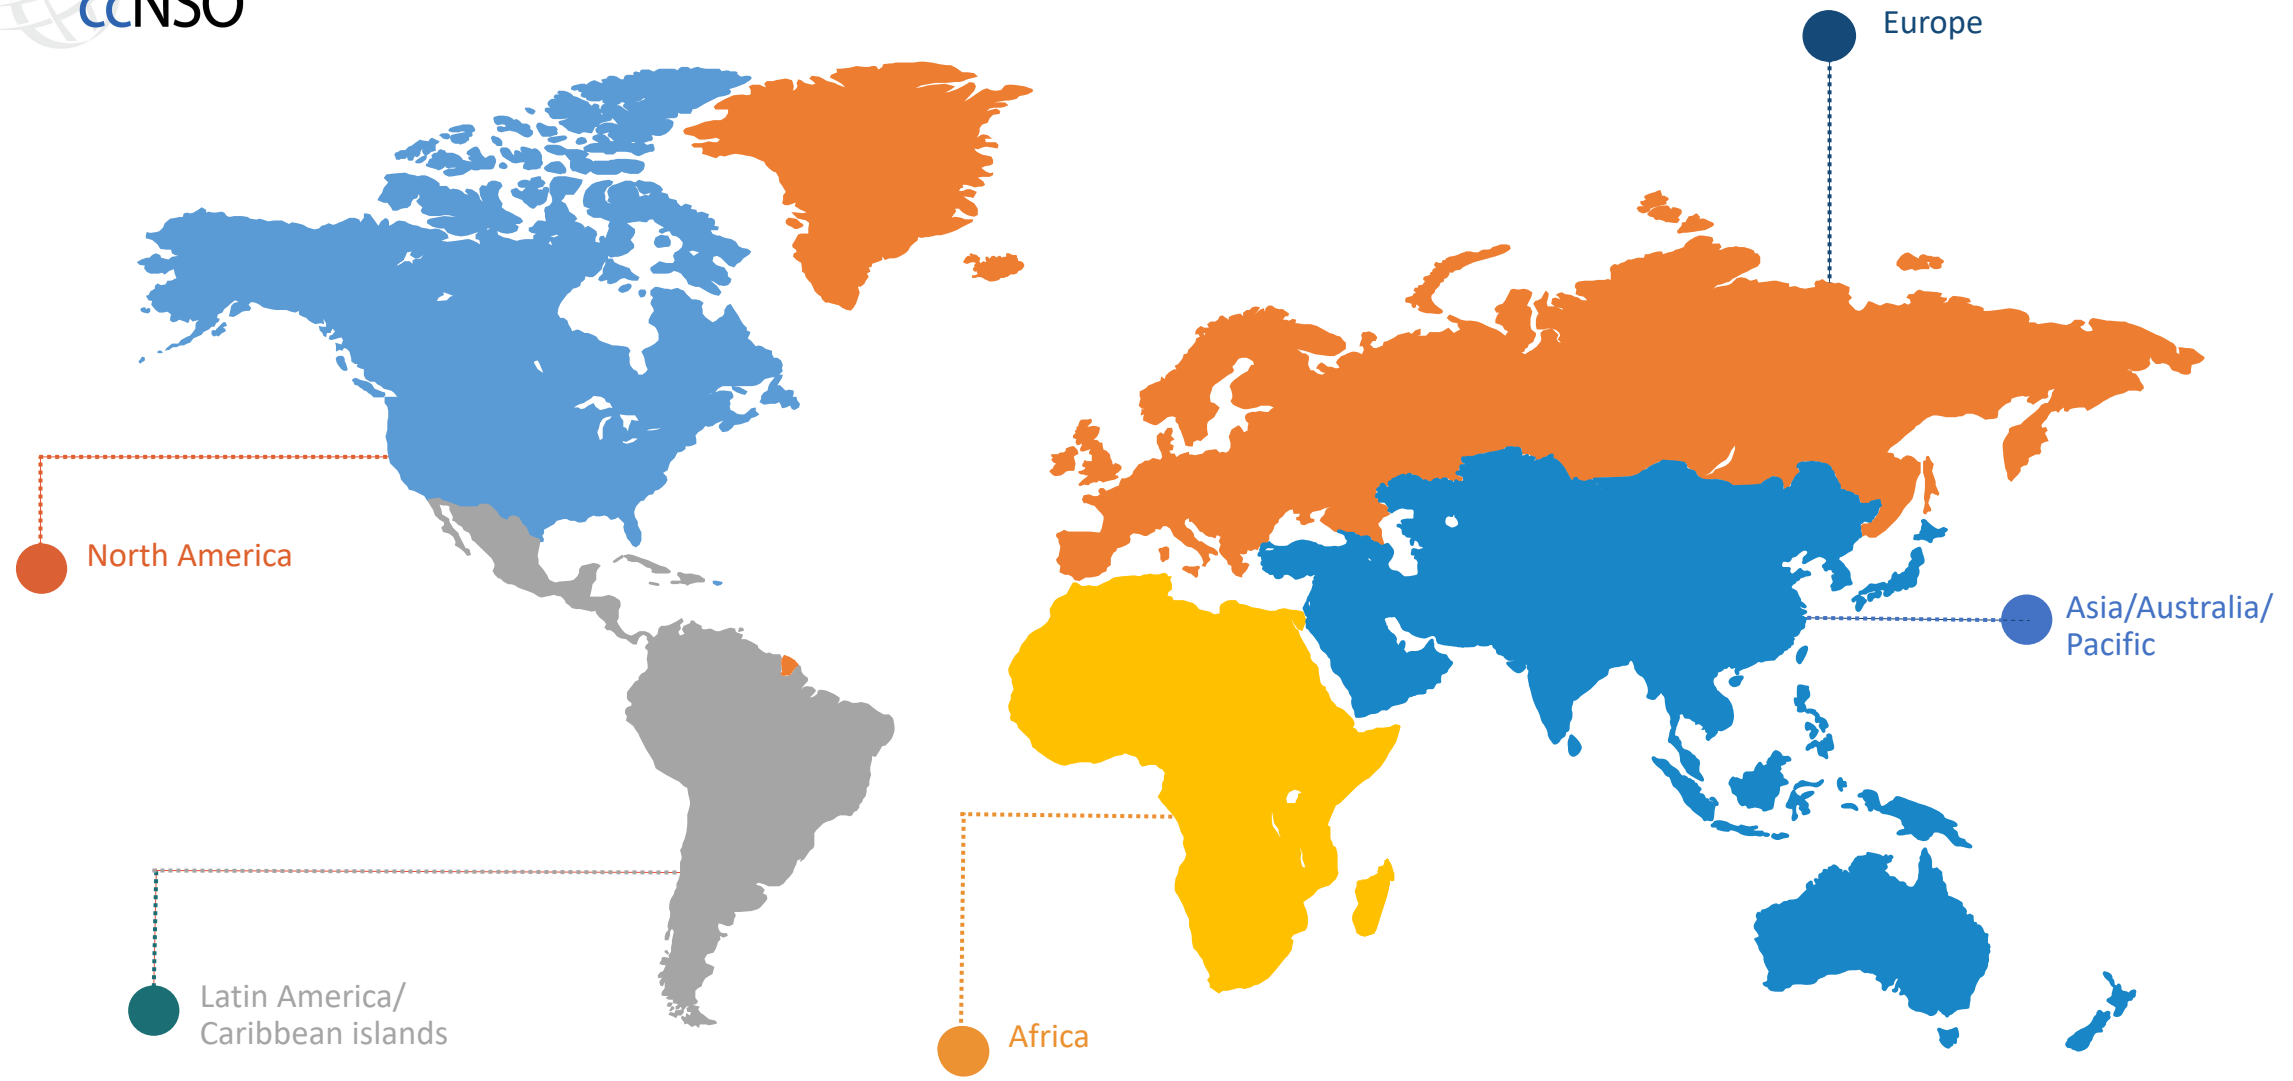 ccNSO
Europe
North America
Asia/Australia/
Pacific
Latin America/
Caribbean islands
Africa